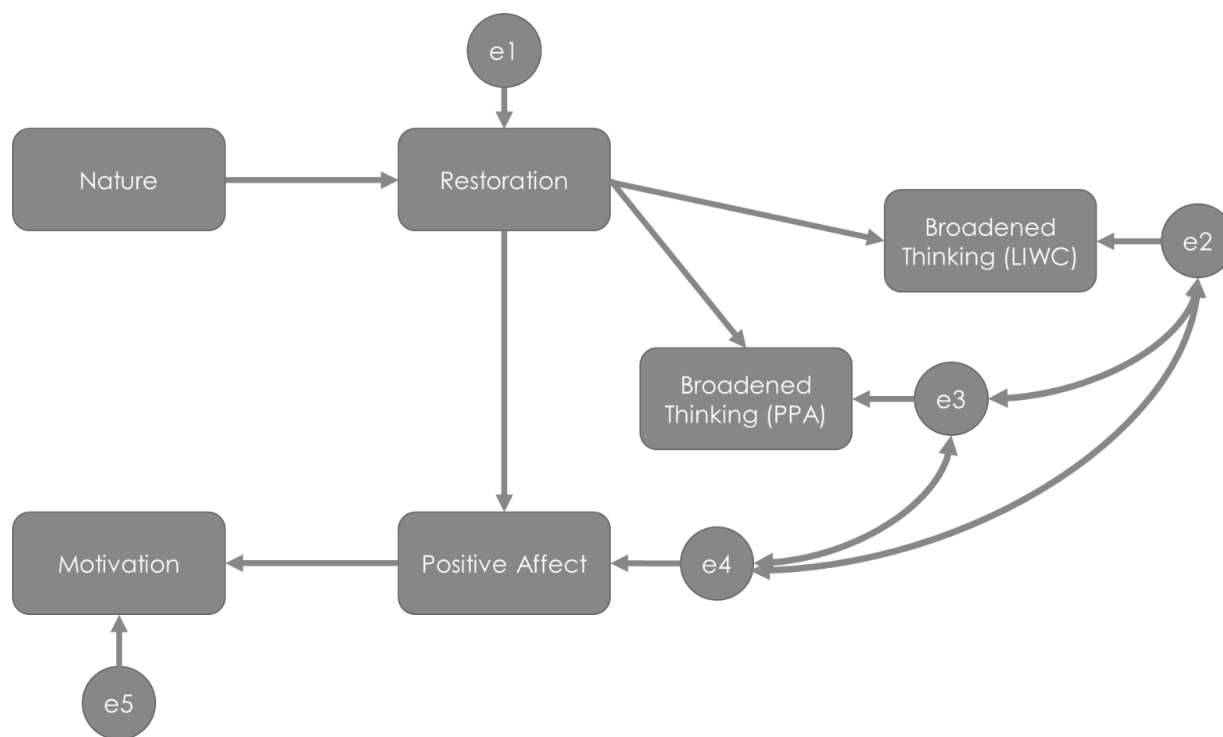 e1
Nature
Restoration
Broadened
Thinking (LIWC)
e2
Broadened
Thinking (PPA)
e3
Motivation
Positive Affect
e4
e5